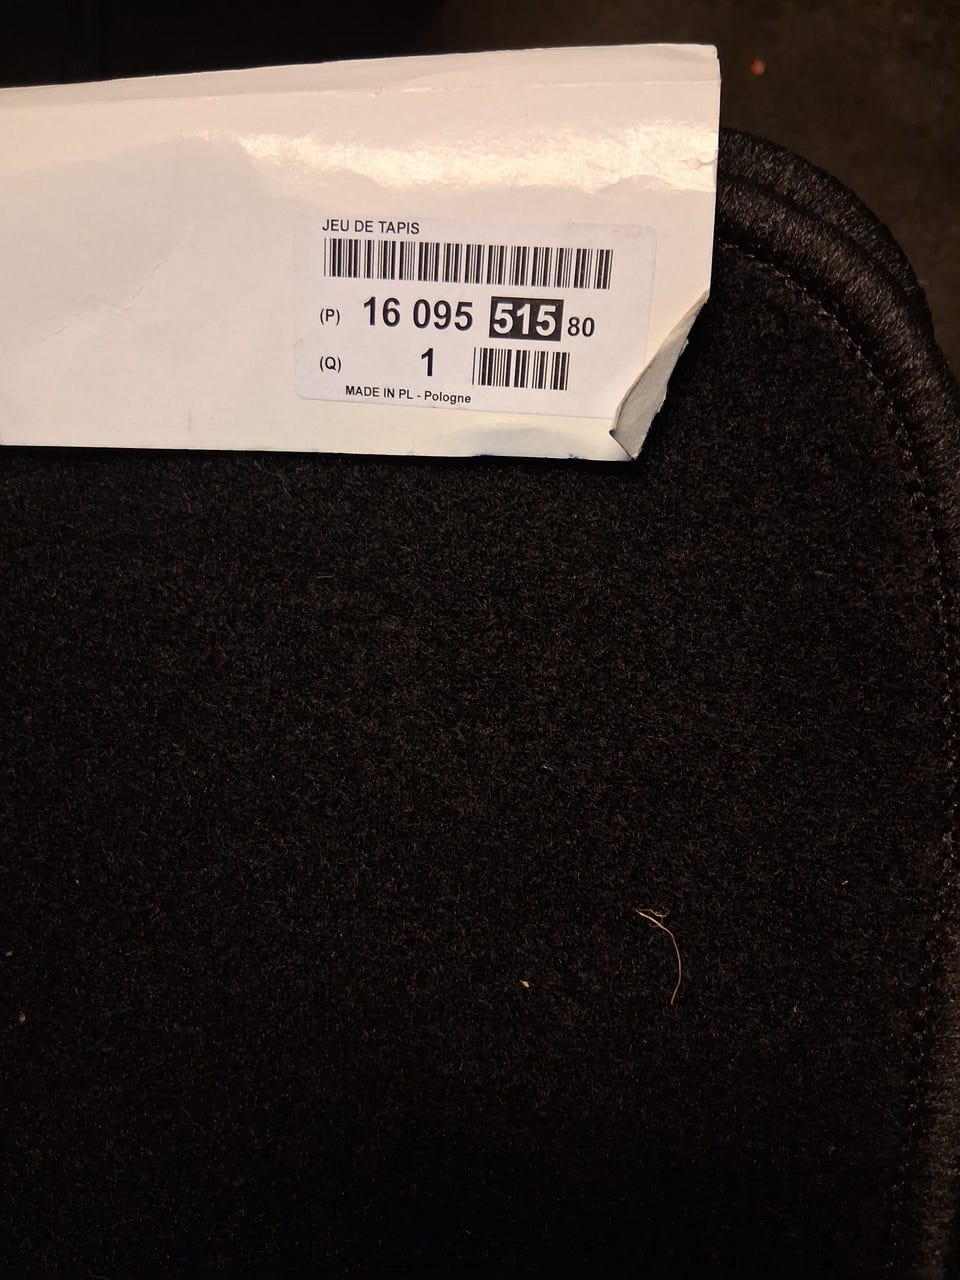 JEU DE TAPIS
(P) 16 095 515 80
(Q) 1
MADE IN PL - Pologne